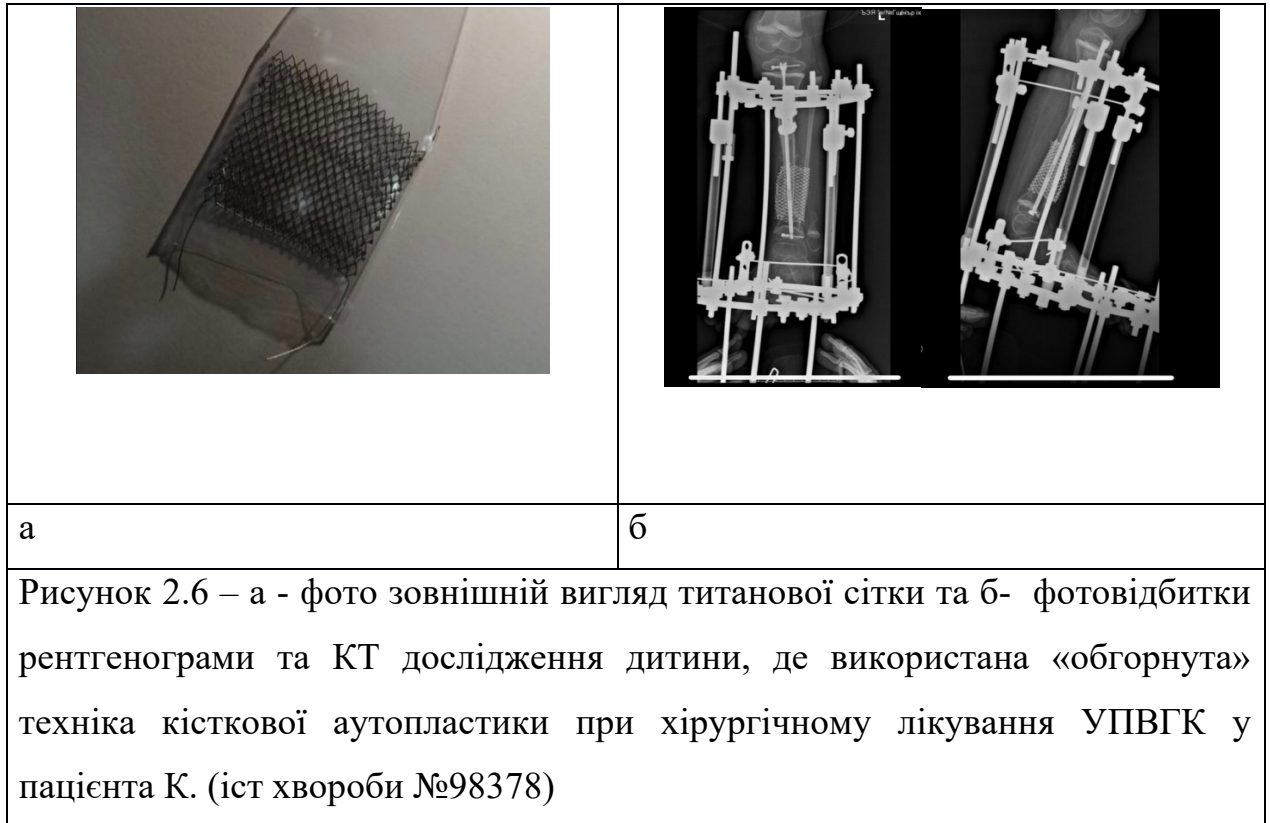 L
а
б
Рисунок 2.6 – а - фото зовнішній вигляд титанової сітки та б- фотовідбитки
рентгенограми та КТ дослідження дитини, де використана «обгорнута»
техніка кісткової аутопластики при хірургічному лікування УПВГК у
пацієнта К. (іст хвороби №98378)